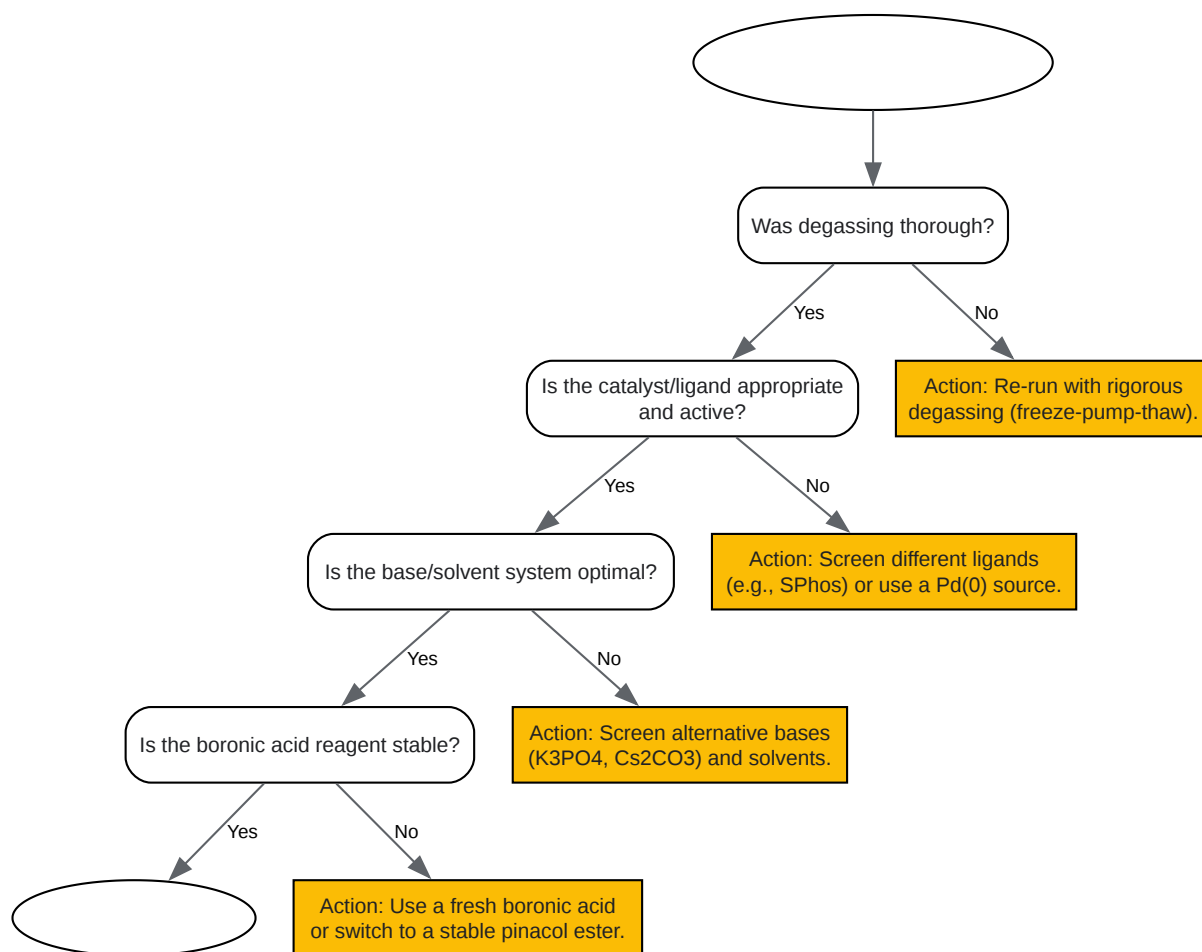 Was degassing thorough?
Yes
No
Is the catalyst/ligand appropriate
and active?
Action: Re-run with rigorous
degassing (freeze-pump-thaw).
Yes
No
Is the base/solvent system optimal?
Action: Screen different ligands
(e.g., SPhos) or use a Pd(0) source.
Yes
No
Is the boronic acid reagent stable?
Action: Screen alternative bases
(K3PO4, Cs2CO3) and solvents.
Yes
No
Action: Use a fresh boronic acid
or switch to a stable pinacol ester.